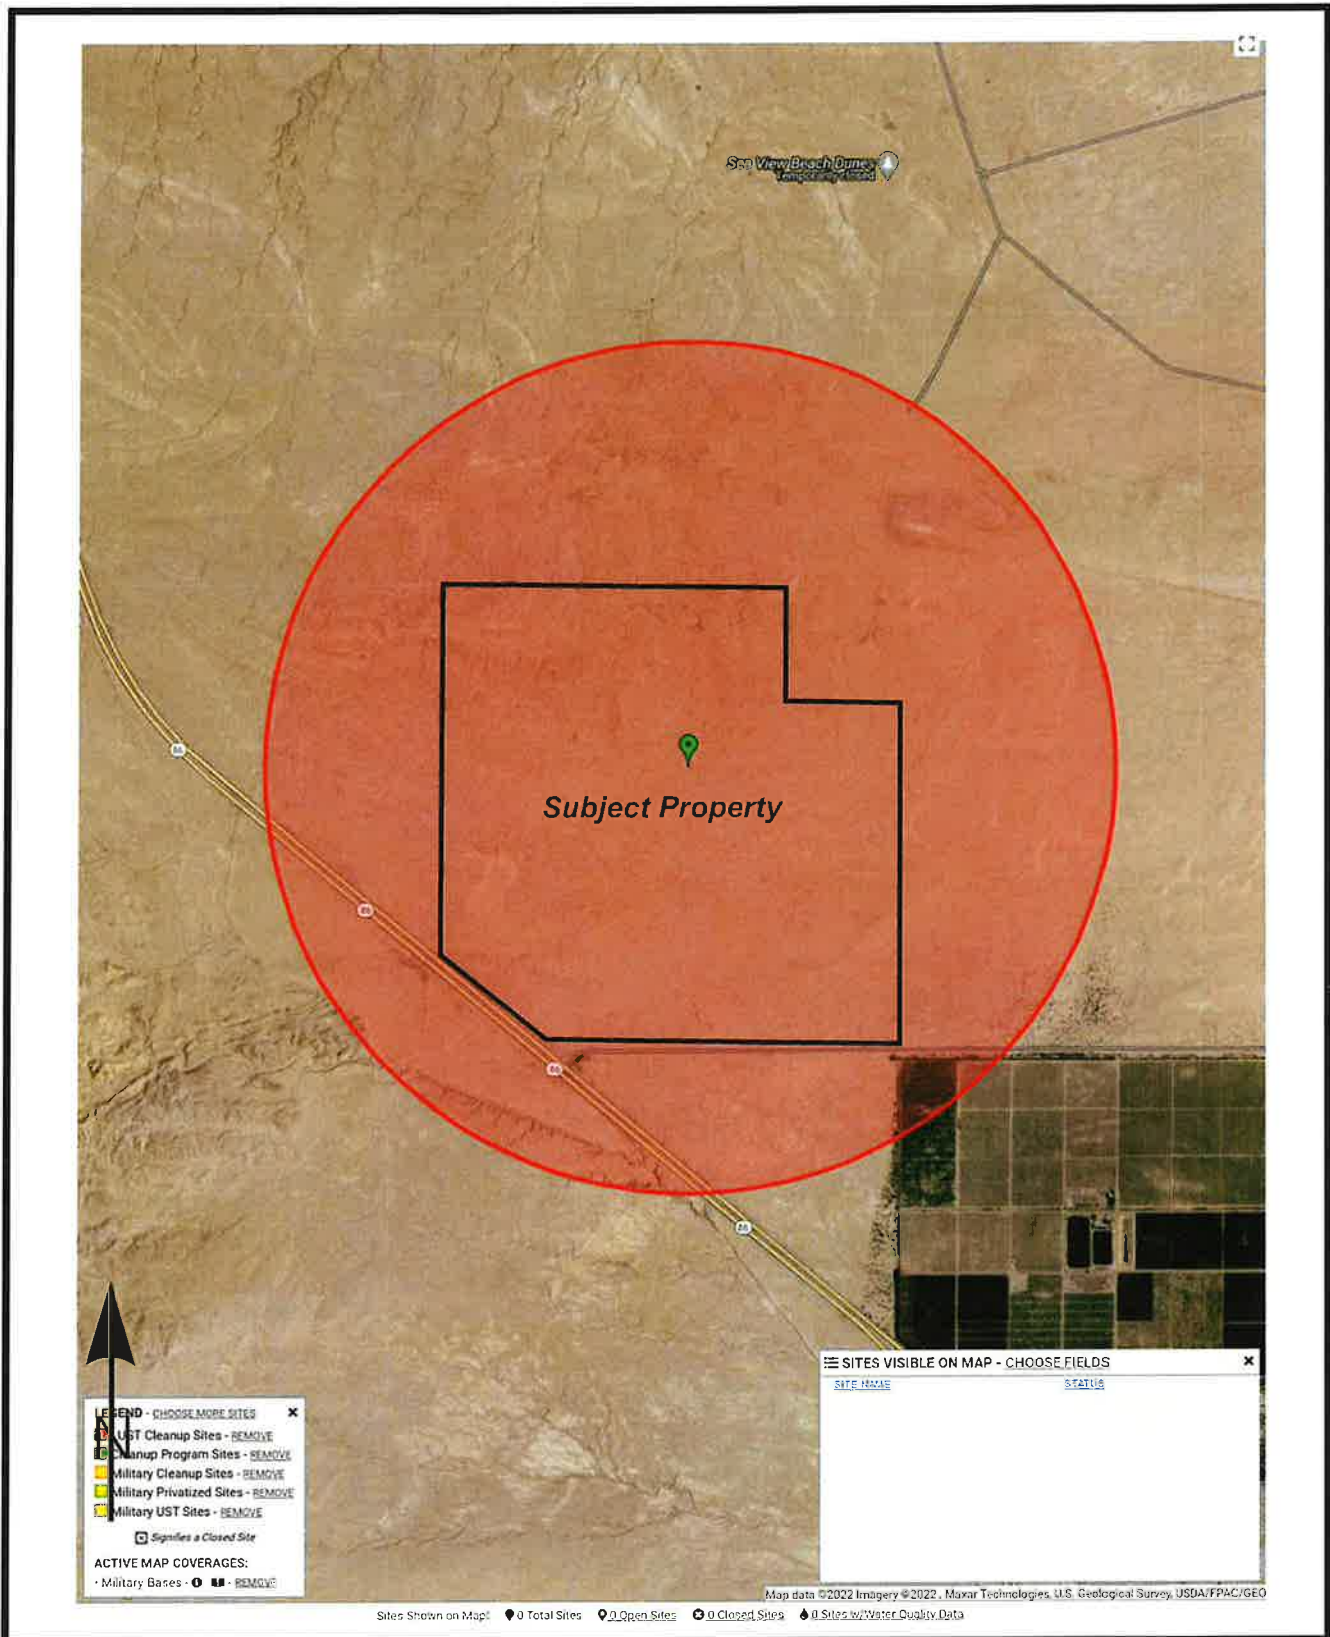 Sea View Beach Dunes
Temporarily closed
86
Subject Property
86
86
86
SITES VISIBLE ON MAP - CHOOSE FIELDS
SITE NAME STATUS
N
LEGEND - CHOOSE MORE SITES
LUST Cleanup Sites - REMOVE
Cleanup Program Sites - REMOVE
Military Cleanup Sites - REMOVE
Military Privatized Sites - REMOVE
Military UST Sites - REMOVE
Signifies a Closed Site
ACTIVE MAP COVERAGES:
· Military Bases - REMOVE
Map data ©2022 Imagery ©2022 , Maxar Technologies, U.S. Geological Survey, USDA/FPAC/GEO
Sites Shown on Map: 0 Total Sites 0 Open Sites 0 Closed Sites 0 Sites w/Water Quality Data